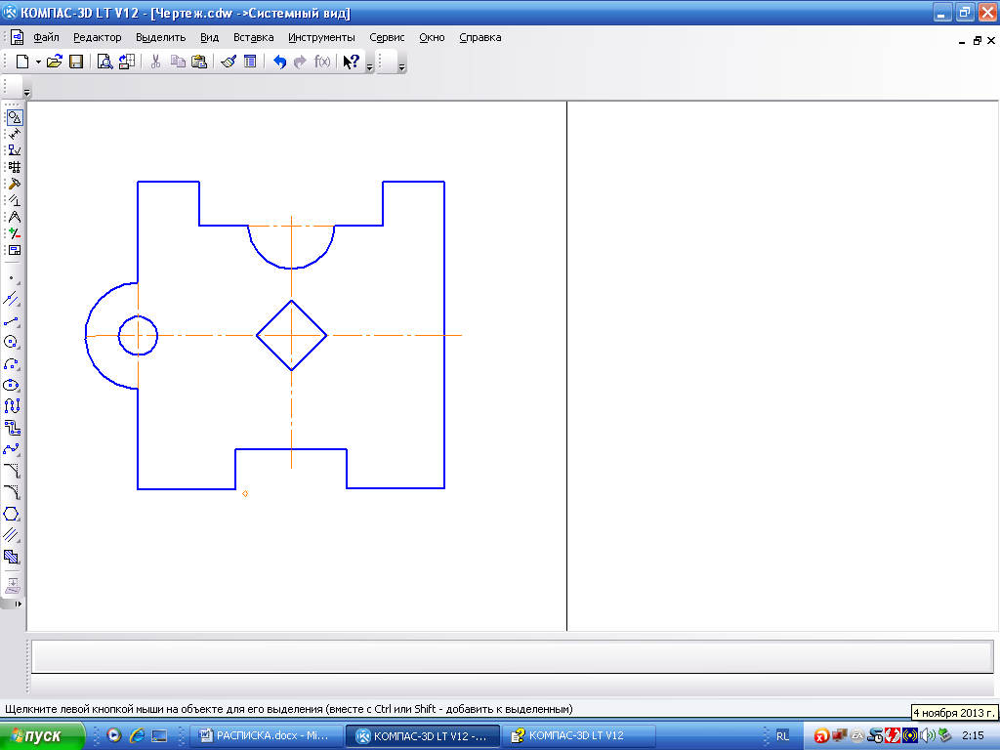 КОМПАС-3D LT V12 - [Чертеж.cdw ->Системный вид]
Файл Редактор Выделить Вид Вставка Инструменты Сервис Окно Справка
f(x)
Щелкните левой кнопкой мыши на объекте для его выделения (вместе с Ctrl или Shift - добавить к выделенным)
4 ноября 2013 г.
пуск РАСПИСКА.docx - Mi... КОМПАС-3D LT V12 -... КОМПАС-3D LT V12 RL 2:15